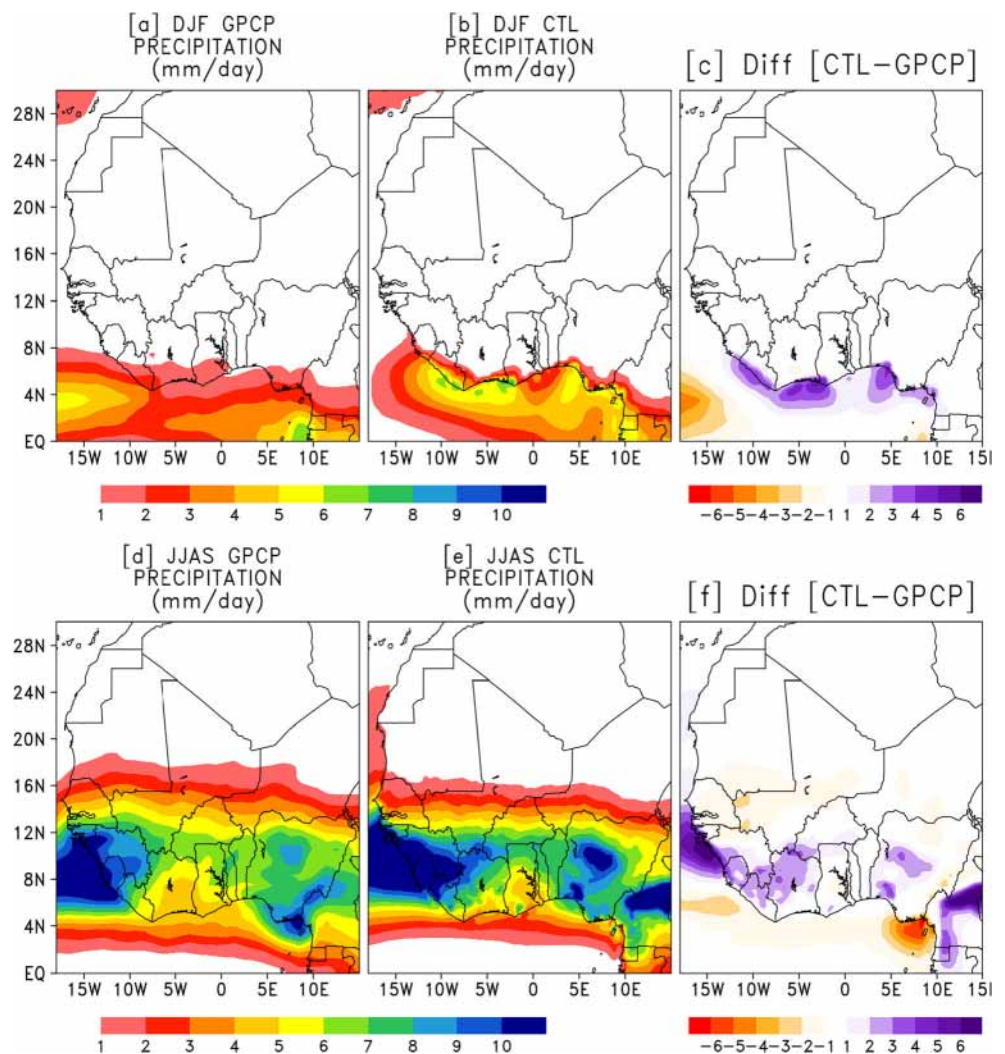 [a] DJF GPCP
PRECIPITATION
(mm/day)
[b] DJF CTL
PRECIPITATION
(mm/day)
[c] Diff [CTL-GPCP]
28N
24N
20N
16N
12N
8N
4N
EQ
15W 10W 5W 0 5E 10E
15W 10W 5W 0 5E 10E
15W 10W 5W 0 5E 10E 15I
1 2 3 4 5 6 7 8 9 10
-6 -5 -4 -3 -2 -1 1 2 3 4 5 6
[d] JJAS GPCP
PRECIPITATION
(mm/day)
[e] JJAS CTL
PRECIPITATION
(mm/day)
[f] Diff [CTL-GPCP]
28N
24N
20N
16N
12N
8N
4N
EQ
15W 10W 5W 0 5E 10E
15W 10W 5W 0 5E 10E
15W 10W 5W 0 5E 10E 15I
1 2 3 4 5 6 7 8 9 10
-6 -5 -4 -3 -2 -1 1 2 3 4 5 6